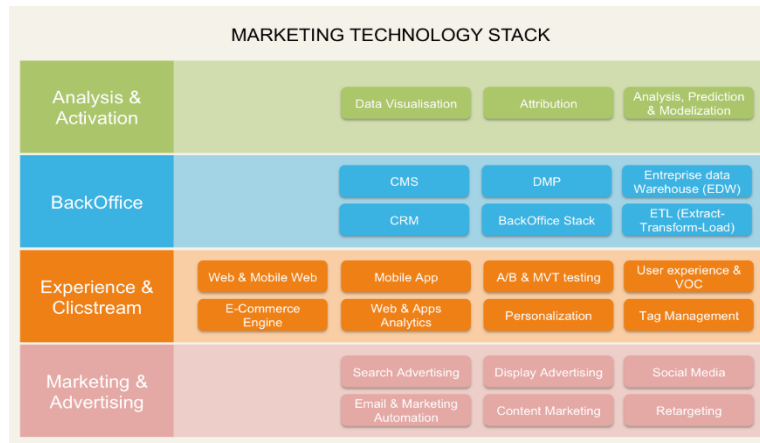 MARKETING TECHNOLOGY STACK
Analysis &
Activation
Data Visualisation
Attribution
Analysis, Prediction
& Modelization
BackOffice
CMS
DMP
Entreprise data
Warehouse (EDW)
CRM
BackOffice Stack
ETL (Extract-
Transform-Load)
Experience &
Clicstream
Web & Mobile Web
Mobile App
A/B & MVT testing
User experience &
VOC
E-Commerce
Engine
Web & Apps
Analytics
Personalization
Tag Management
Marketing &
Advertising
Search Advertising
Display Advertising
Social Media
Email & Marketing
Automation
Content Marketing
Retargeting